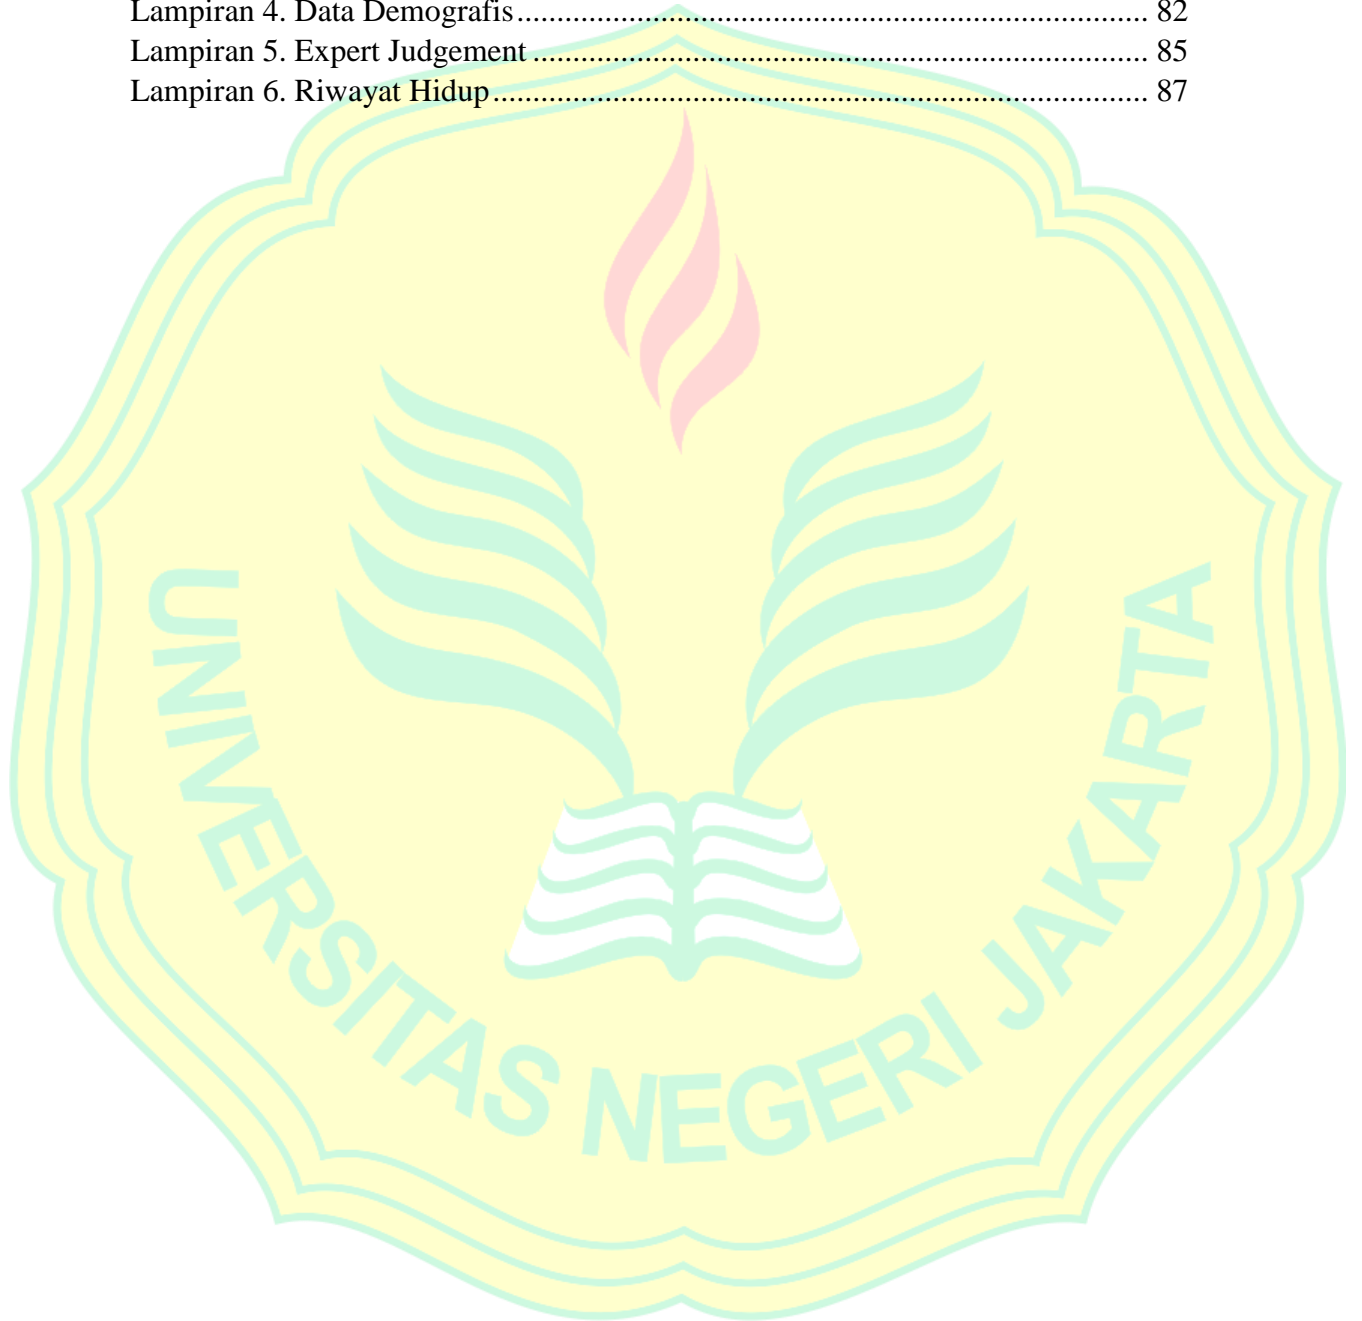 Lampiran 4. Data Demografis........................................................................... 82
Lampiran 5. Expert Judgement......................................................................... 85
Lampiran 6. Riwayat Hidup.............................................................................. 87
UNIVERSITAS NEGERI JAKARTA